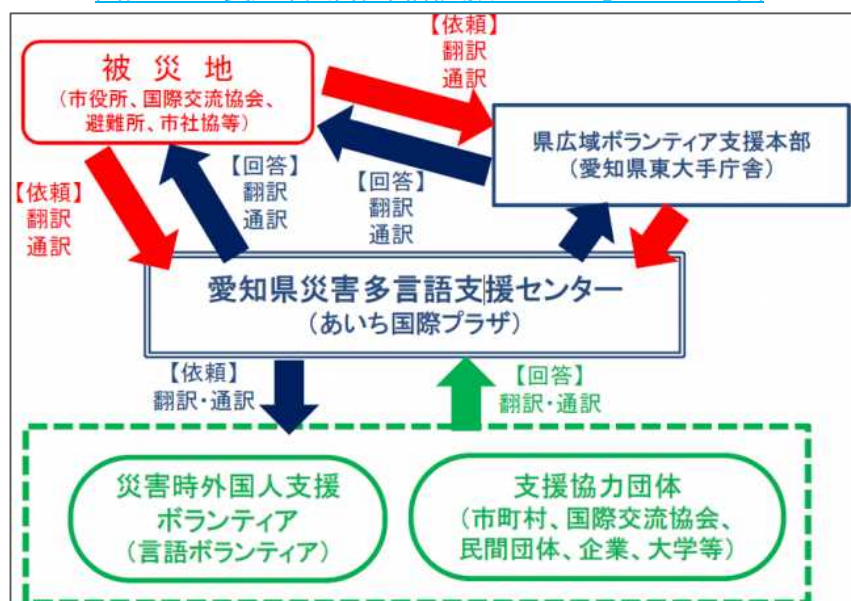 【依頼】
翻訳
通訳
被 災 地
(市役所、国際交流協会、
避難所、市社協等)
県広域ボランティア支援本部
(愛知県東大手庁舎)
【回答】
翻訳
通訳
【回答】
翻訳
通訳
【依頼】
翻訳
通訳
愛知県災害多言語支援センター
(あいち国際プラザ)
【依頼】
翻訳・通訳
【回答】
翻訳・通訳
災害時外国人支援
ボランティア
(言語ボランティア)
支援協力団体
(市町村、国際交流協会、
民間団体、企業、大学等)